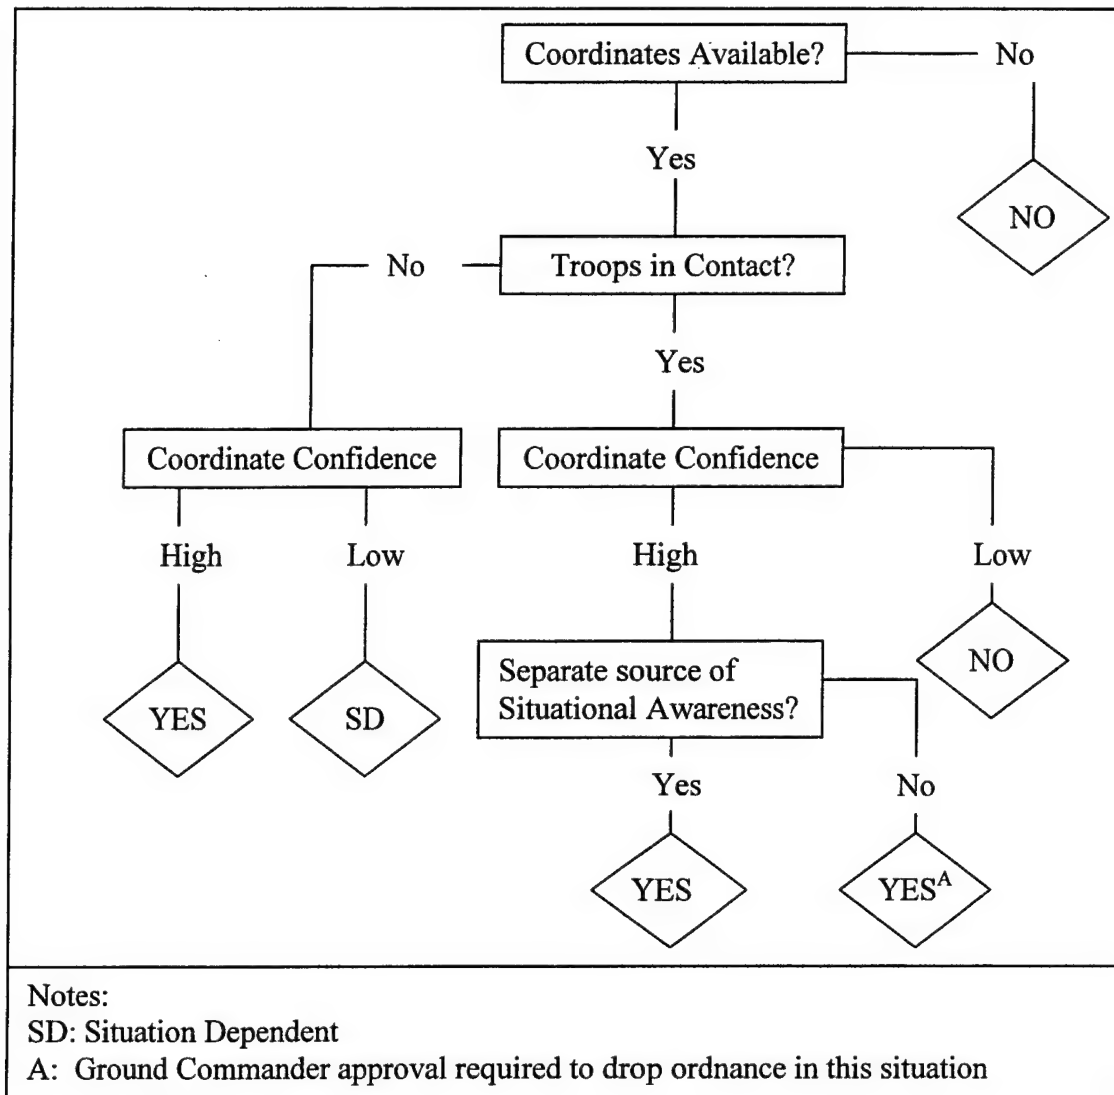 Coordinates Available?
No
Yes
NO
No
Troops in Contact?
Yes
Coordinate Confidence
Coordinate Confidence
High
Low
High
Low
Separate source of
Situational Awareness?
NO
YES
SD
Yes
No
YES
YESᴬ
Notes:
SD: Situation Dependent
A: Ground Commander approval required to drop ordnance in this situation